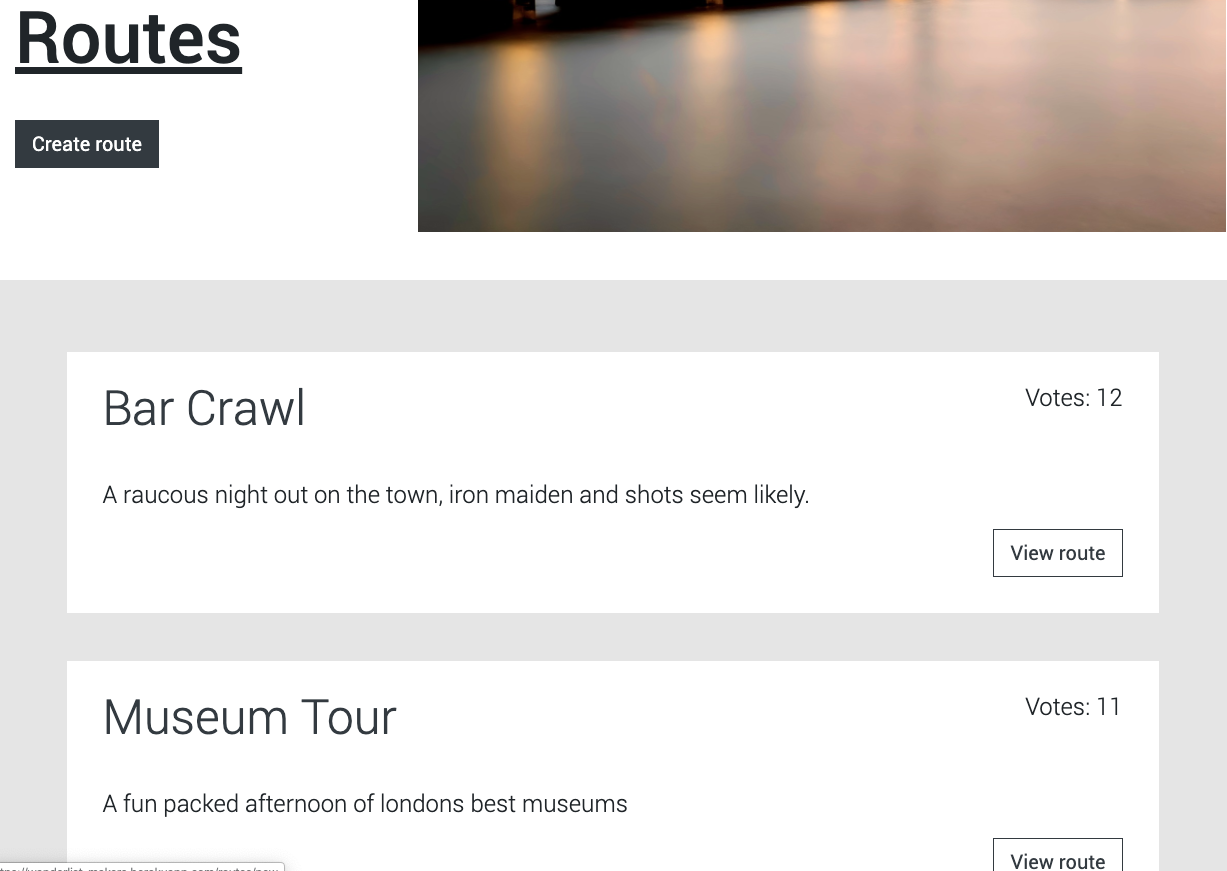 Routes
Create route
Bar Crawl
Votes: 12
A raucous night out on the town, iron maiden and shots seem likely.
View route
Museum Tour
Votes: 11
A fun packed afternoon of londons best museums
View route